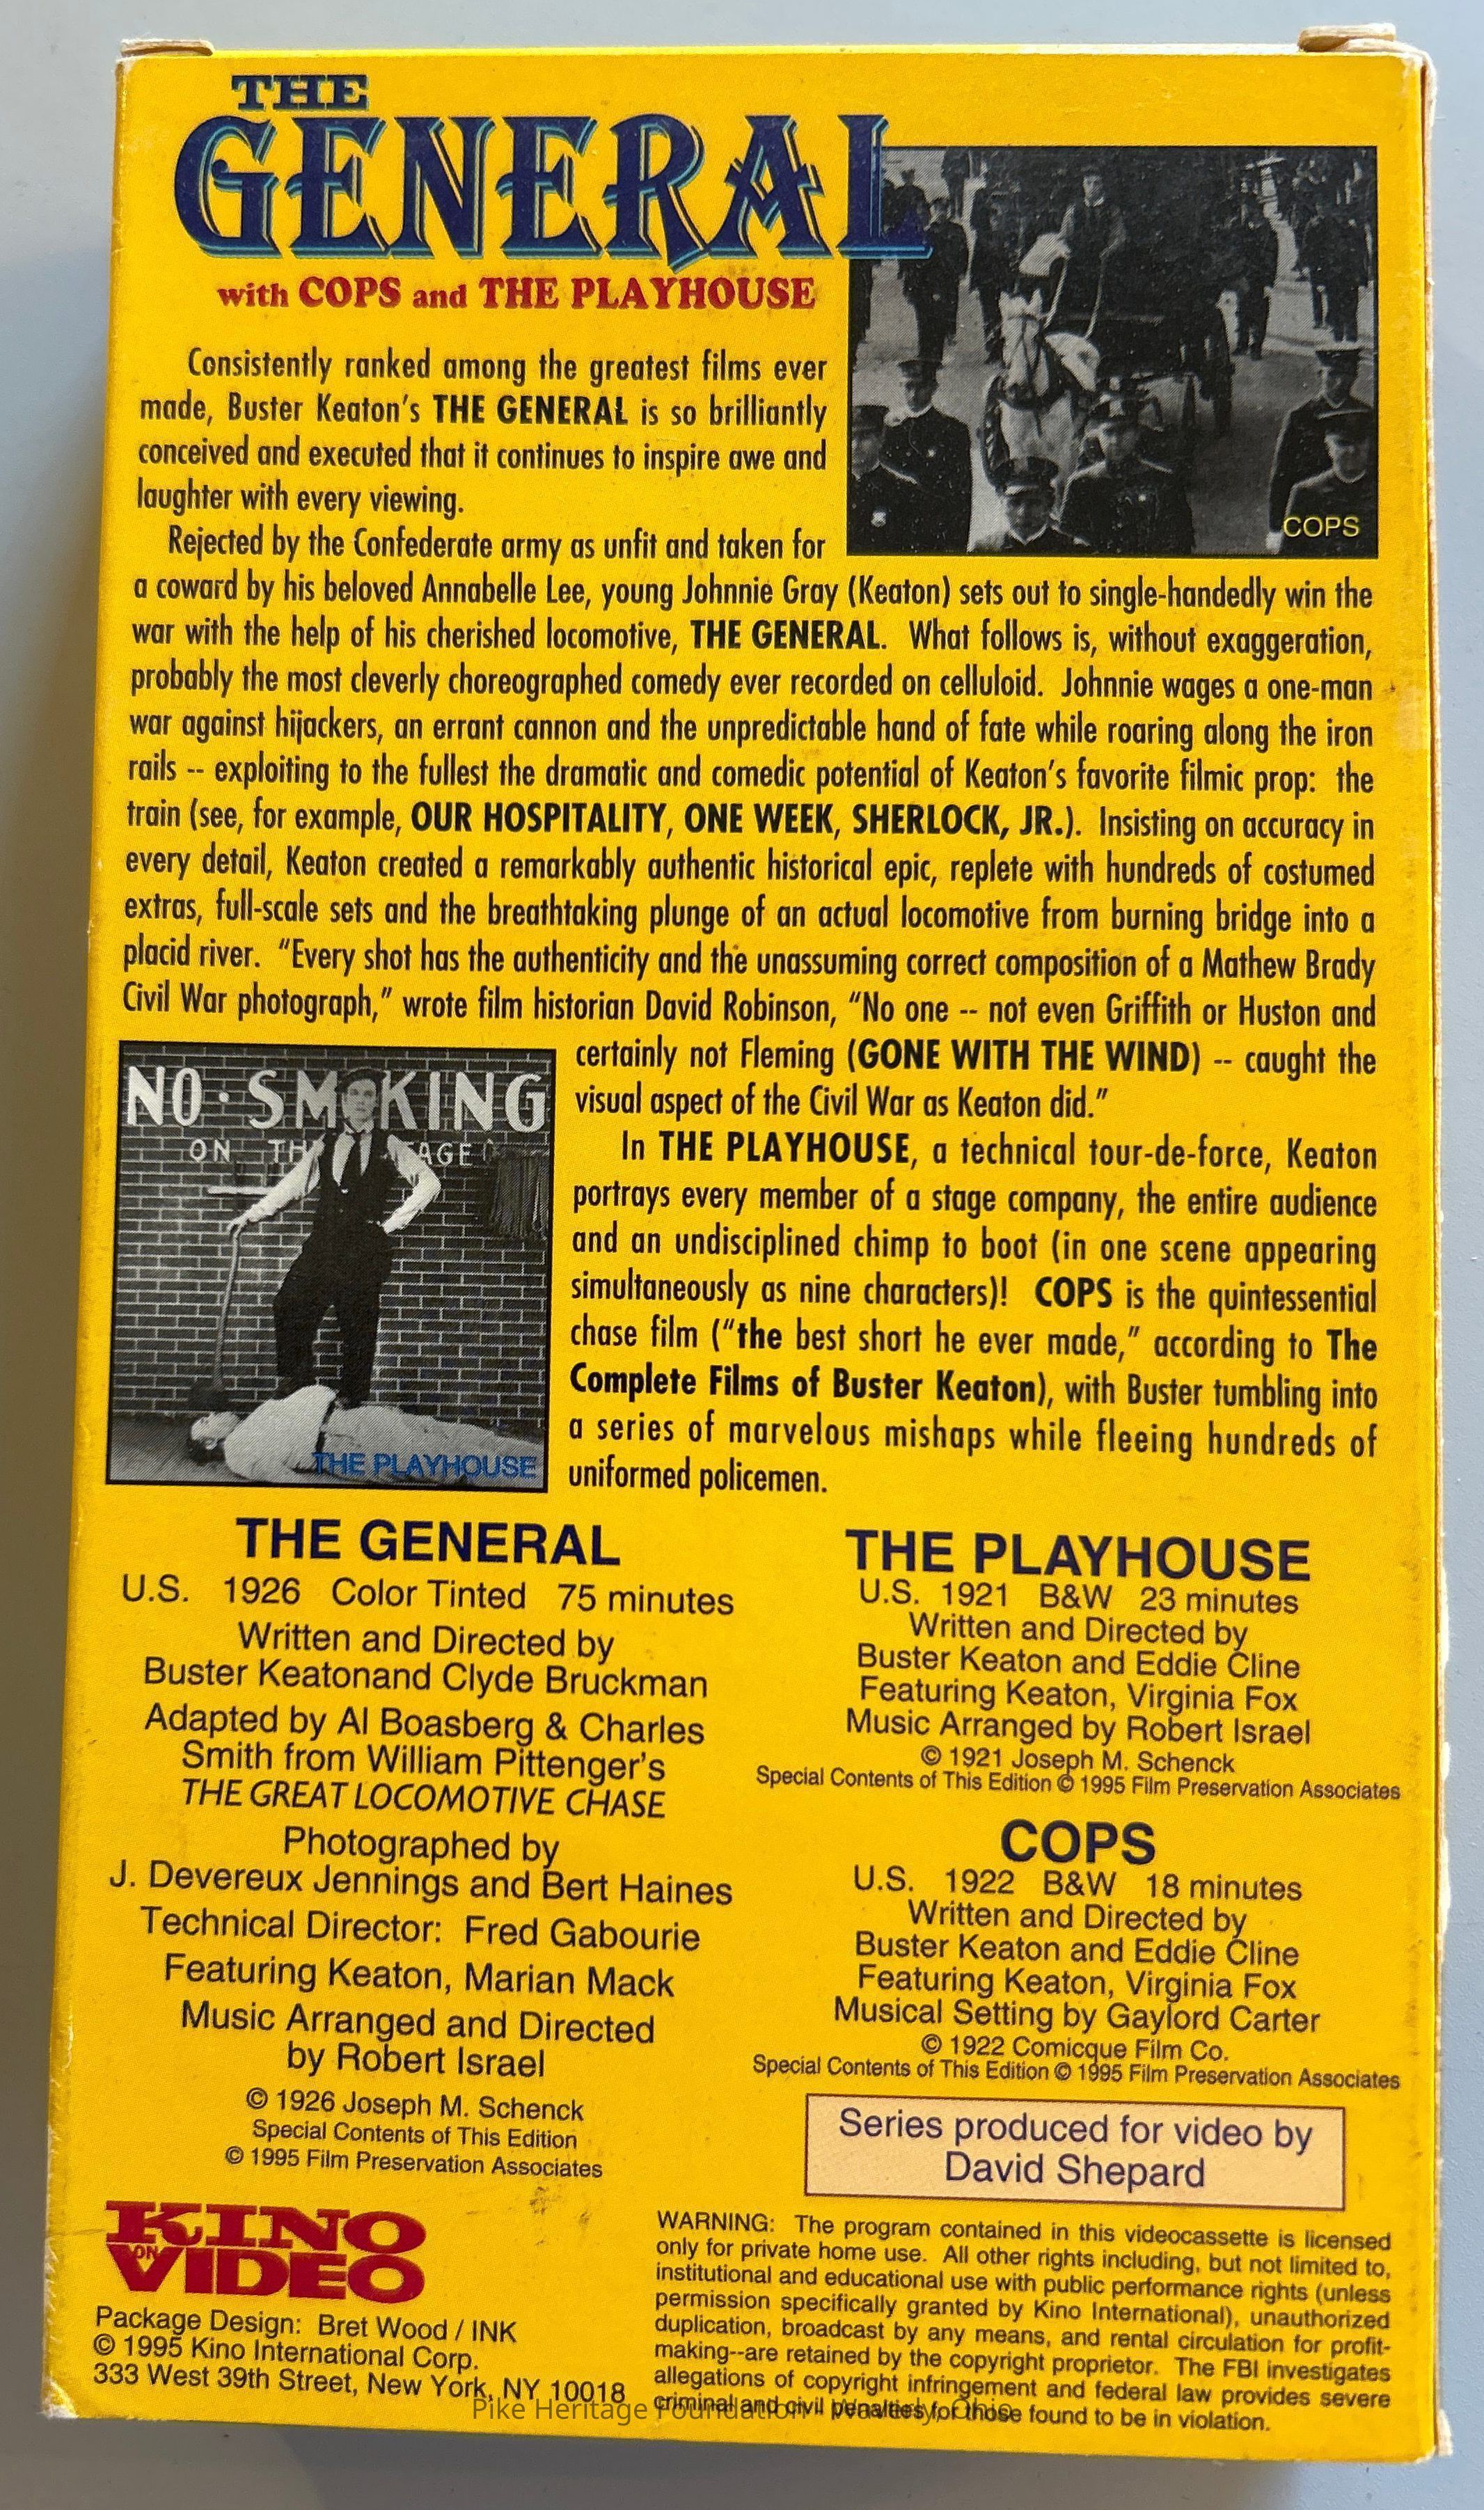 THE
GENERAL
with COPS and THE PLAYHOUSE
COPS
Consistently ranked among the greatest films ever
made, Buster Keaton's THE GENERAL is so brilliantly
conceived and executed that it continues to inspire awe and
laughter with every viewing.
Rejected by the Confederate army as unfit and taken for
a coward by his beloved Annabelle Lee, young Johnnie Gray (Keaton) sets out to single-handedly win the
war with the help of his cherished locomotive, THE GENERAL. What follows is, without exaggeration,
probably the most cleverly choreographed comedy ever recorded on celluloid. Johnnie wages a one-man
war against hijackers, an errant cannon and the unpredictable hand of fate while roaring along the iron
rails -- exploiting to the fullest the dramatic and comedic potential of Keaton's favorite filmic prop: the
train (see, for example, OUR HOSPITALITY, ONE WEEK, SHERLOCK, JR.). Insisting on accuracy in
every detail, Keaton created a remarkably authentic historical epic, replete with hundreds of costumed
extras, full-scale sets and the breathtaking plunge of an actual locomotive from burning bridge into a
placid river. "Every shot has the authenticity and the unassuming correct composition of a Mathew Brady
Civil War photograph," wrote film historian David Robinson, "No one -- not even Griffith or Huston and
certainly not Fleming (GONE WITH THE WIND) -- caught the
visual aspect of the Civil War as Keaton did."
In THE PLAYHOUSE, a technical tour-de-force, Keaton
portrays every member of a stage company, the entire audience
and an undisciplined chimp to boot (in one scene appearing
simultaneously as nine characters)! COPS is the quintessential
chase film ("the best short he ever made," according to The
Complete Films of Buster Keaton), with Buster tumbling into
a series of marvelous mishaps while fleeing hundreds of
uniformed policemen.
NO·SMOKING
ON TH AGE
THE PLAYHOUSE
THE GENERAL
U.S. 1926 Color Tinted 75 minutes
Written and Directed by
Buster Keatonand Clyde Bruckman
Adapted by Al Boasberg & Charles
Smith from William Pittenger's
THE GREAT LOCOMOTIVE CHASE
Photographed by
J. Devereux Jennings and Bert Haines
Technical Director: Fred Gabourie
Featuring Keaton, Marian Mack
Music Arranged and Directed
by Robert Israel
© 1926 Joseph M. Schenck
Special Contents of This Edition
© 1995 Film Preservation Associates
THE PLAYHOUSE
U.S. 1921 B&W 23 minutes
Written and Directed by
Buster Keaton and Eddie Cline
Featuring Keaton, Virginia Fox
Music Arranged by Robert Israel
© 1921 Joseph M. Schenck
Special Contents of This Edition © 1995 Film Preservation Associates
COPS
U.S. 1922 B&W 18 minutes
Written and Directed by
Buster Keaton and Eddie Cline
Featuring Keaton, Virginia Fox
Musical Setting by Gaylord Carter
© 1922 Comicque Film Co.
Special Contents of This Edition © 1995 Film Preservation Associates
Series produced for video by
David Shepard
KINO
ON
VIDEO
Package Design: Bret Wood / INK
© 1995 Kino International Corp.
333 West 39th Street, New York, NY 10018
WARNING: The program contained in this videocassette is licensed
only for private home use. All other rights including, but not limited to,
institutional and educational use with public performance rights (unless
permission specifically granted by Kino International), unauthorized
duplication, broadcast by any means, and rental circulation for profit-
making--are retained by the copyright proprietor. The FBI investigates
allegations of copyright infringement and federal law provides severe
criminal and civil penalties for those found to be in violation.
Pike Heritage Foundation - Waverly, Ohio